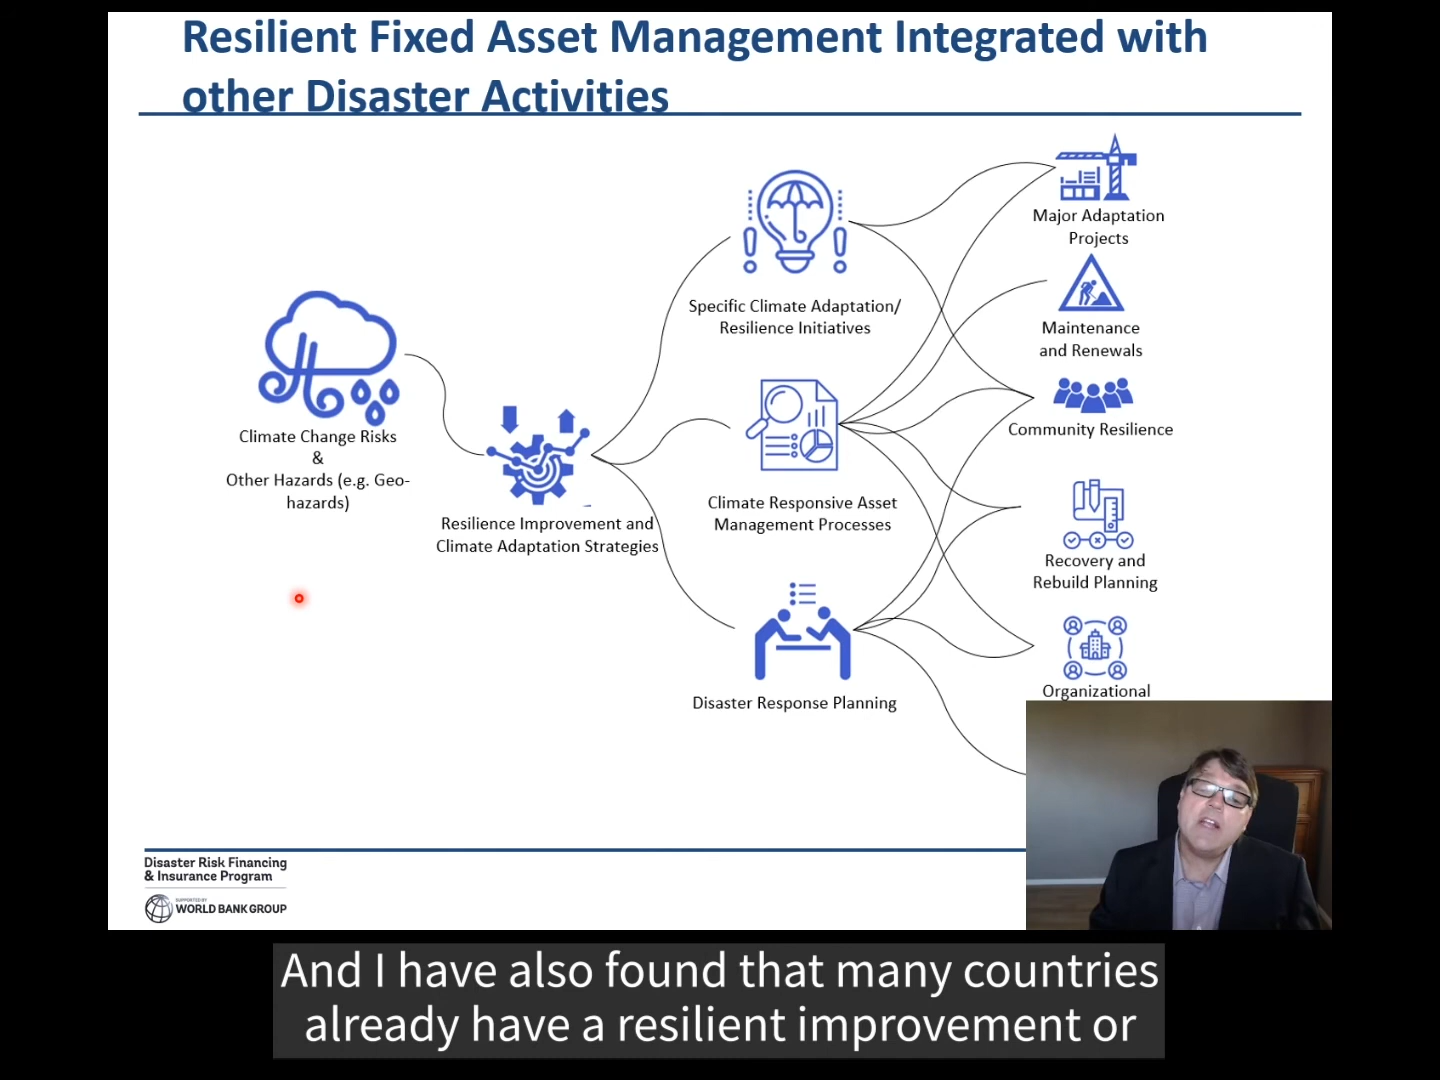 Resilient Fixed Asset Management Integrated with
other Disaster Activities
Major Adaptation
Projects
Specific Climate Adaptation/
Resilience Initiatives
Maintenance
and Renewals
Climate Change Risks
&
Other Hazards (e.g. Geo-
hazards)
Community Resilience
Resilience Improvement and
Climate Adaptation Strategies
Climate Responsive Asset
Management Processes
Recovery and
Rebuild Planning
Disaster Response Planning
Organizational
Disaster Risk Financing
& Insurance Program
SUPPORTED BY
WORLD BANK GROUP
And I have also found that many countries
already have a resilient improvement or